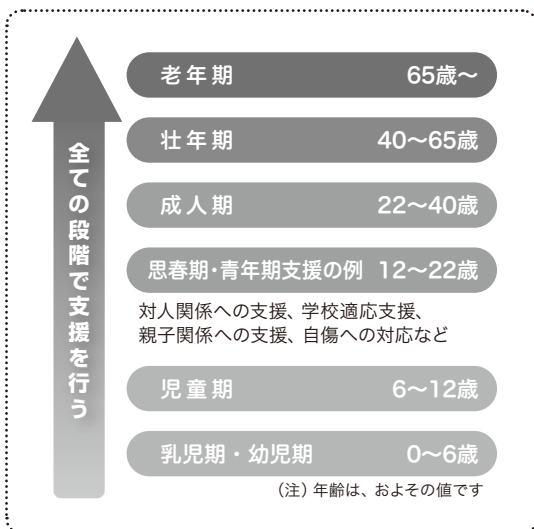 全ての段階で支援を行う
老年期 65歳～
壮年期 40～65歳
成人期 22～40歳
思春期・青年期支援の例 12～22歳
対人関係への支援、学校適応支援、
親子関係への支援、自傷への対応など
児童期 6～12歳
乳児期・幼児期 0～6歳
（注）年齢は、およその値です